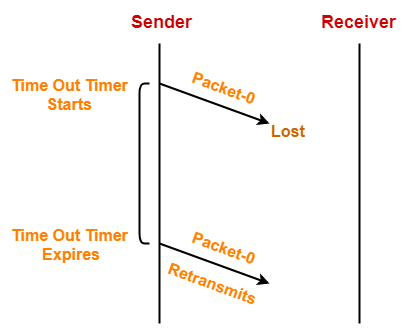 Sender
Receiver
Time Out Timer
Starts
Packet-0
Lost
Time Out Timer
Expires
Packet-0
Retransmits